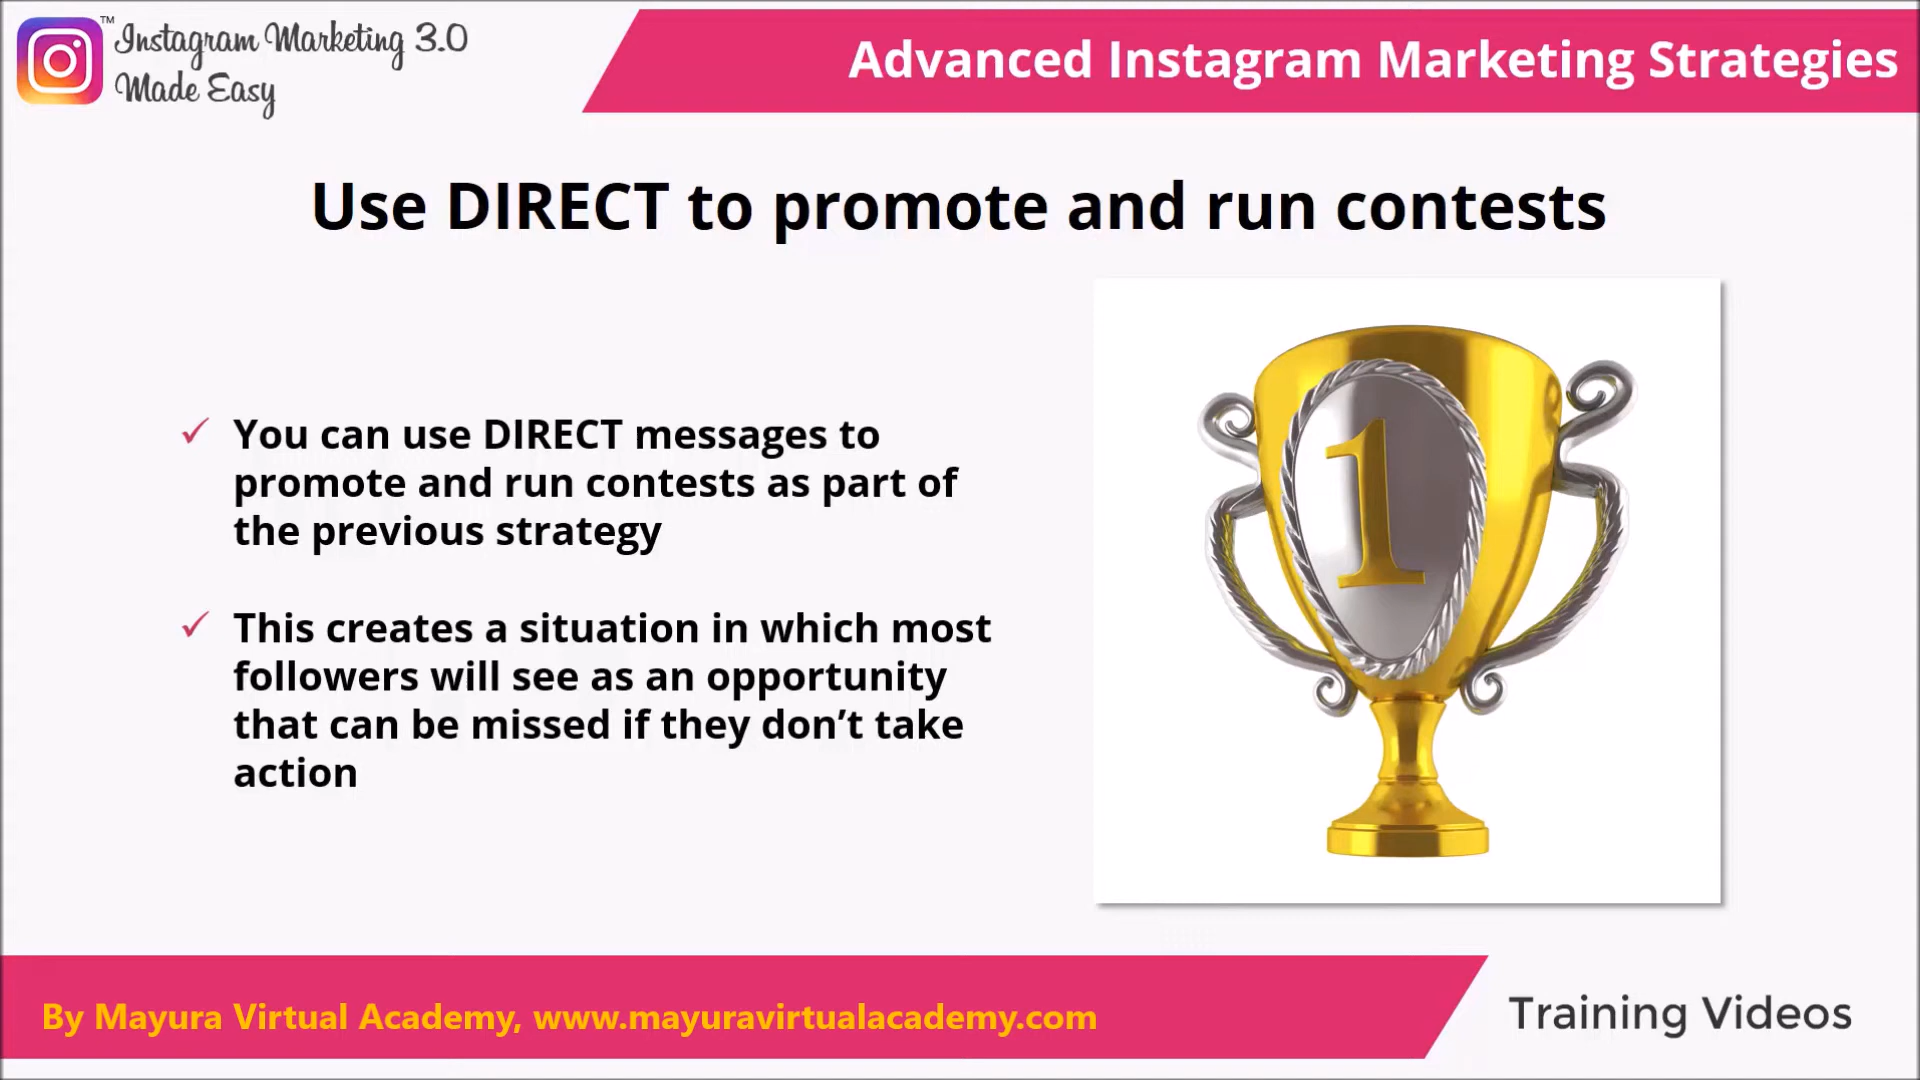 Instagram Marketing 3.0
Made Easy
™
Advanced Instagram Marketing Strategies
Use DIRECT to promote and run contests
✓ You can use DIRECT messages to
promote and run contests as part of
the previous strategy
✓ This creates a situation in which most
followers will see as an opportunity
that can be missed if they don’t take
action
1
By Mayura Virtual Academy, www.mayuravirtualacademy.com
Training Videos